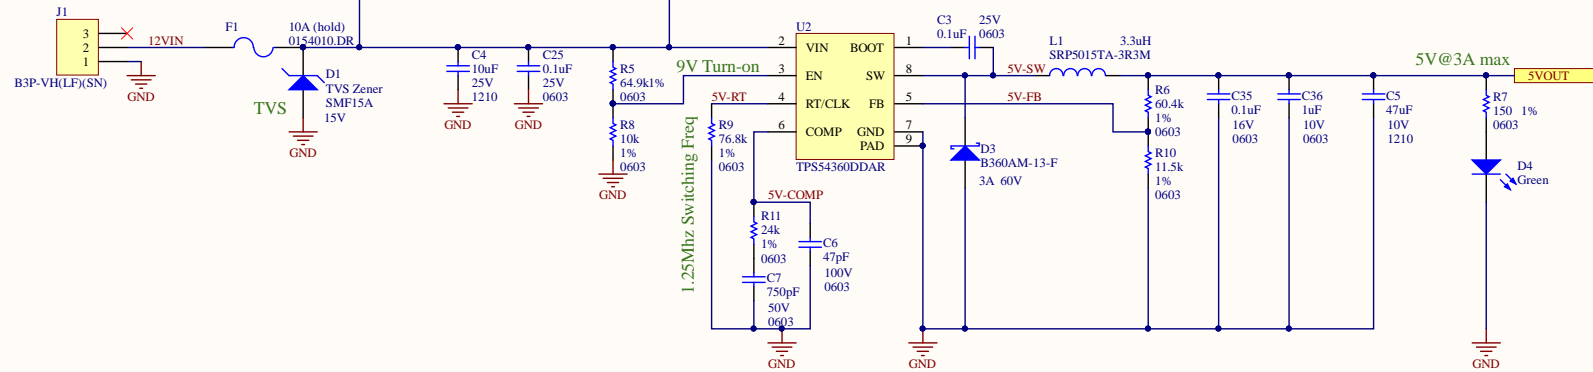 J1
3
2
1
B3P-VH(LF)(SN)
12VIN
GND
F1
10A (hold)
0154010.DR
D1
TVS Zener
SMF15A
15V
TVS
GND
C4
10uF
25V
1210
GND
C25
0.1uF
25V
0603
GND
R5
64.9k1%
0603
R8
10k
1%
0603
GND
9V Turn-on
5V-RT
R9
76.8k
1%
0603
1.25Mhz Switching Freq
U2
2 VIN BOOT 1
3 EN SW 8
4 RT/CLK FB 5
6 COMP GND 7
PAD 9
TPS54360DDAR
5V-COMP
R11
24k
1%
0603
C6
47pF
100V
0603
C7
750pF
50V
0603
GND
C3 25V
0.1uF 0603
5V-SW
L1 3.3uH
SRP5015TA-3R3M
5V-FB
D3
B360AM-13-F
3A 60V
GND
R6
60.4k
1%
0603
R10
11.5k
1%
0603
C35
0.1uF
16V
0603
C36
1uF
10V
0603
C5
47uF
10V
1210
5V@3A max
5VOUT
R7
150 1%
0603
D4
Green
GND